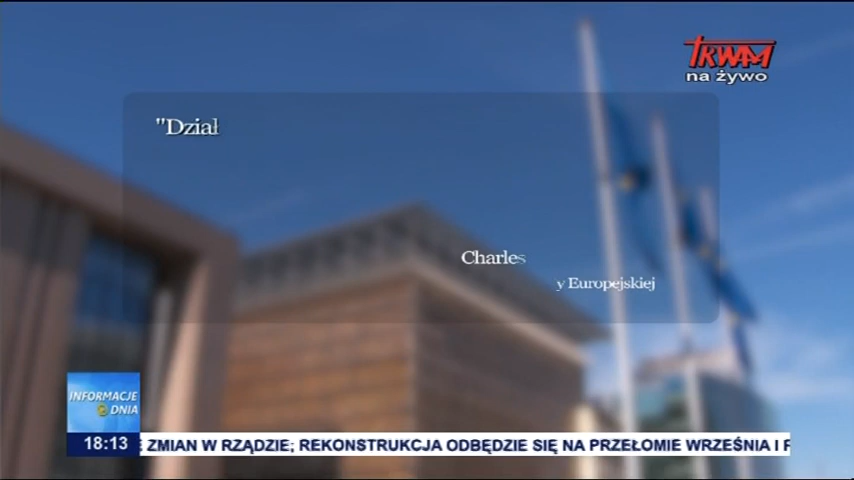 TRWAM
na żywo
"Dział
Charles
y Europejskiej
INFORMACJE
DNIA
18:13
ZMIAN W RZĄDZIE; REKONSTRUKCJA ODBĘDZIE SIĘ NA PRZEŁOMIE WRZEŚNIA I